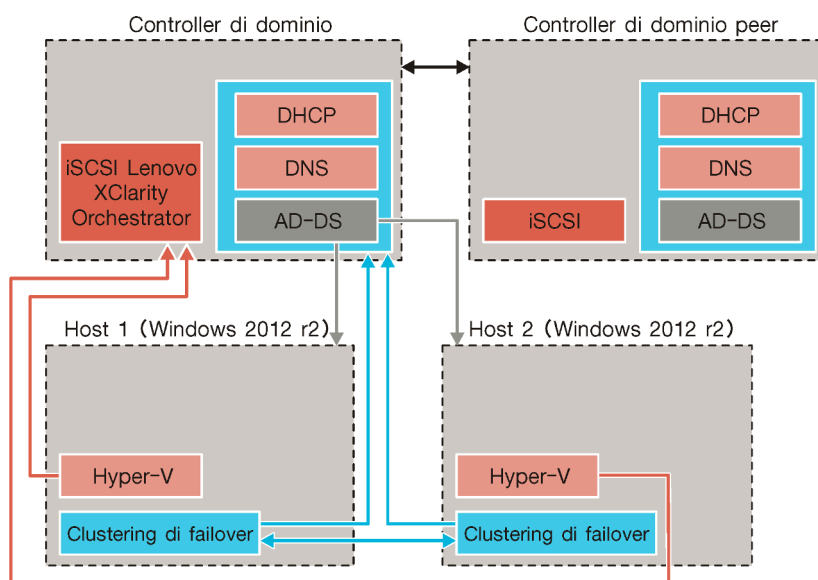 Controller di dominio
Controller di dominio peer
DHCP
DNS
AD-DS
iSCSI Lenovo
XClarity
Orchestrator
DHCP
DNS
AD-DS
iSCSI
Host 1 (Windows 2012 r2)
Host 2 (Windows 2012 r2)
Hyper-V
Clustering di failover
Hyper-V
Clustering di failover